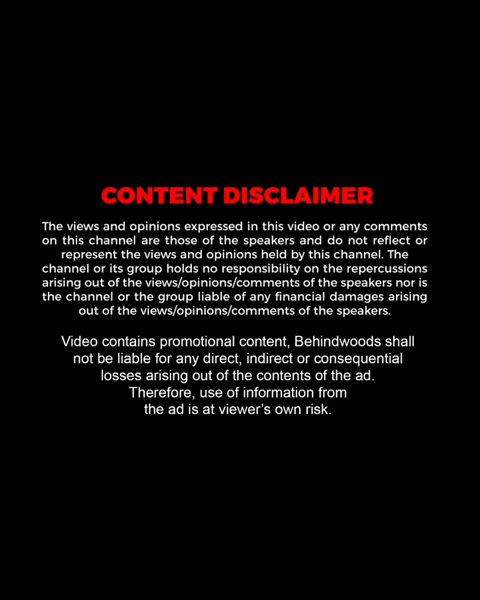 CONTENT DISCLAIMER
The views and opinions expressed in this video or any comments
on this channel are those of the speakers and do not reflect or
represent the views and opinions held by this channel. The
channel or its group holds no responsibility on the repercussions
arising out of the views/opinions/comments of the speakers nor is
the channel or the group liable of any financial damages arising
out of the views/opinions/comments of the speakers.
Video contains promotional content, Behindwoods shall
not be liable for any direct, indirect or consequential
losses arising out of the contents of the ad.
Therefore, use of information from
the ad is at viewer's own risk.